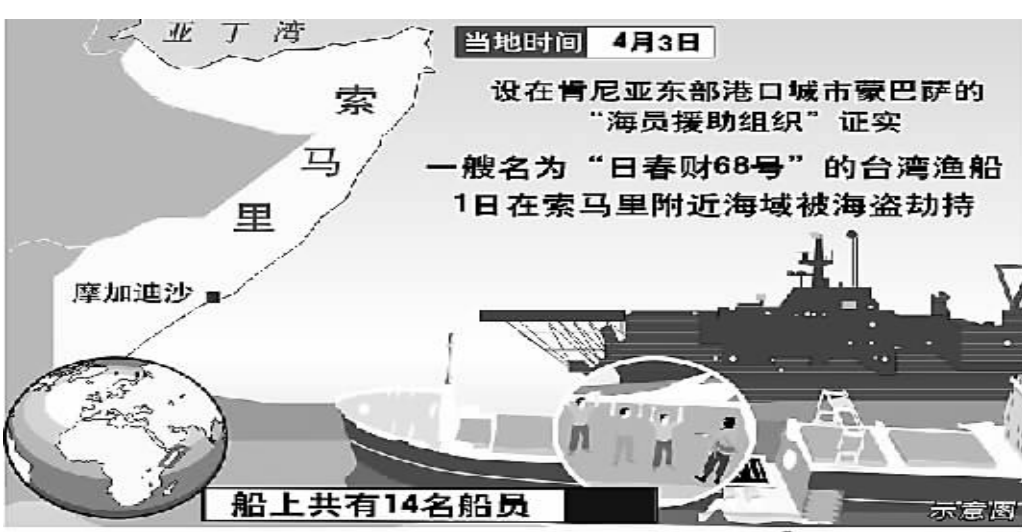 亚丁湾
当地时间 4月3日
设在肯尼亚东部港口城市蒙巴萨的
“海员援助组织”证实
一艘名为“日春财68号”的台湾渔船
1日在索马里附近海域被海盗劫持
索
马
里
摩加迪沙
船上共有14名船员
示意图